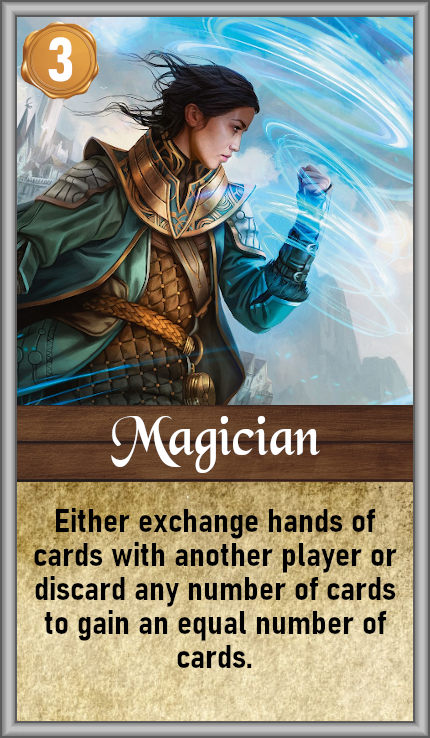 3
Magician
Either exchange hands of
cards with another player or
discard any number of cards
to gain an equal number of
cards.